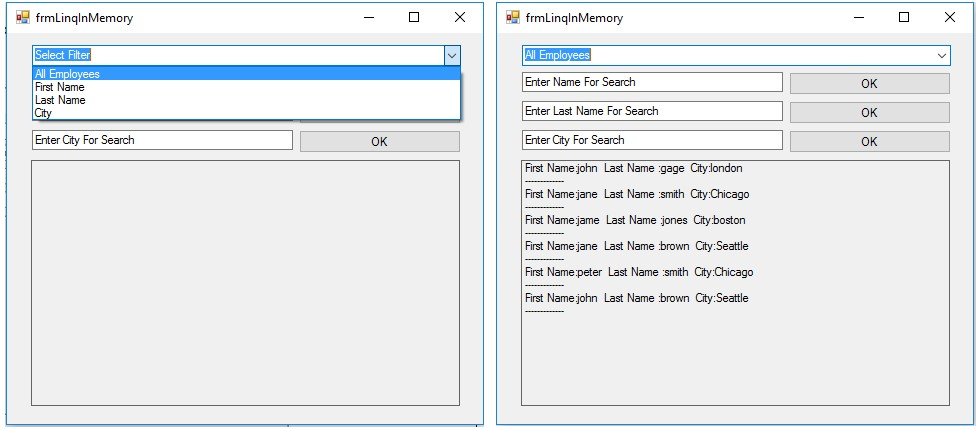 frmLinqInMemory
Select Filter
All Employees
First Name
Last Name
City
Enter City For Search
OK
frmLinqInMemory
All Employees
Enter Name For Search
OK
Enter Last Name For Search
OK
Enter City For Search
OK
First Name:john  Last Name :gage  City:london
-------------
First Name:jane  Last Name :smith  City:Chicago
-------------
First Name:jame  Last Name :jones  City:boston
-------------
First Name:jane  Last Name :brown  City:Seattle
-------------
First Name:peter  Last Name :smith  City:Chicago
-------------
First Name:john  Last Name :brown  City:Seattle
-------------